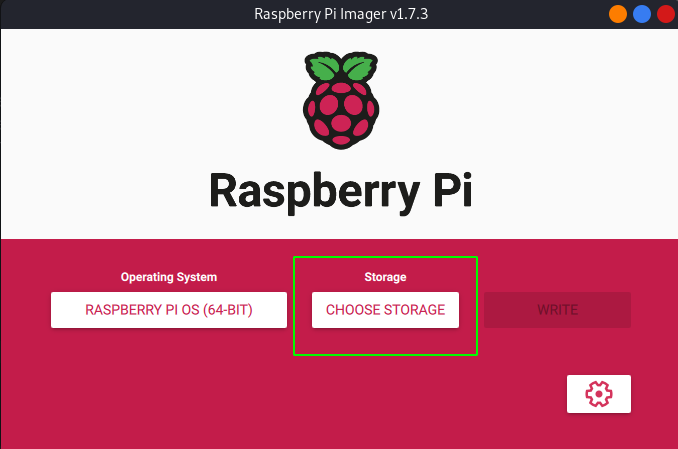 Raspberry Pi Imager v1.7.3
Raspberry Pi
Operating System
Storage
RASPBERRY PI OS (64-BIT)
CHOOSE STORAGE
WRITE